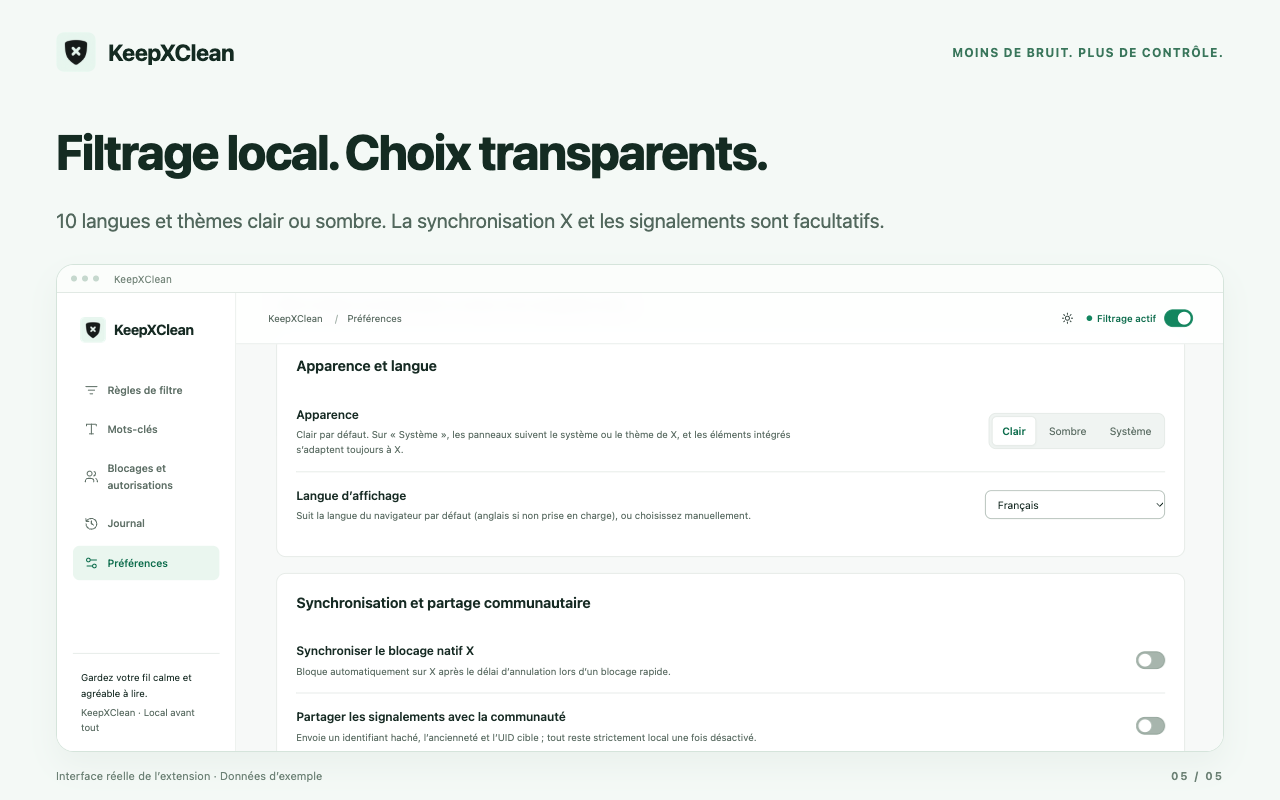 KeepXClean
MOINS DE BRUIT. PLUS DE CONTRÔLE.
Filtrage local. Choix transparents.
10 langues et thèmes clair ou sombre. La synchronisation X et les signalements sont facultatifs.
KeepXClean
KeepXClean
Règles de filtre
Mots-clés
Blocages et
autorisations
Journal
Préférences
Gardez votre fil calme et
agréable à lire.
KeepXClean · Local avant
tout
KeepXClean / Préférences
Filtrage actif
Apparence et langue
Apparence
Clair par défaut. Sur « Système », les panneaux suivent le système ou le thème de X, et les éléments intégrés
s’adaptent toujours à X.
Clair
Sombre
Système
Langue d’affichage
Suit la langue du navigateur par défaut (anglais si non prise en charge), ou choisissez manuellement.
Français
Synchronisation et partage communautaire
Synchroniser le blocage natif X
Bloque automatiquement sur X après le délai d’annulation lors d’un blocage rapide.
Partager les signalements avec la communauté
Envoie un identifiant haché, l’ancienneté et l’UID cible ; tout reste strictement local une fois désactivé.
Interface réelle de l’extension · Données d’exemple
05 / 05